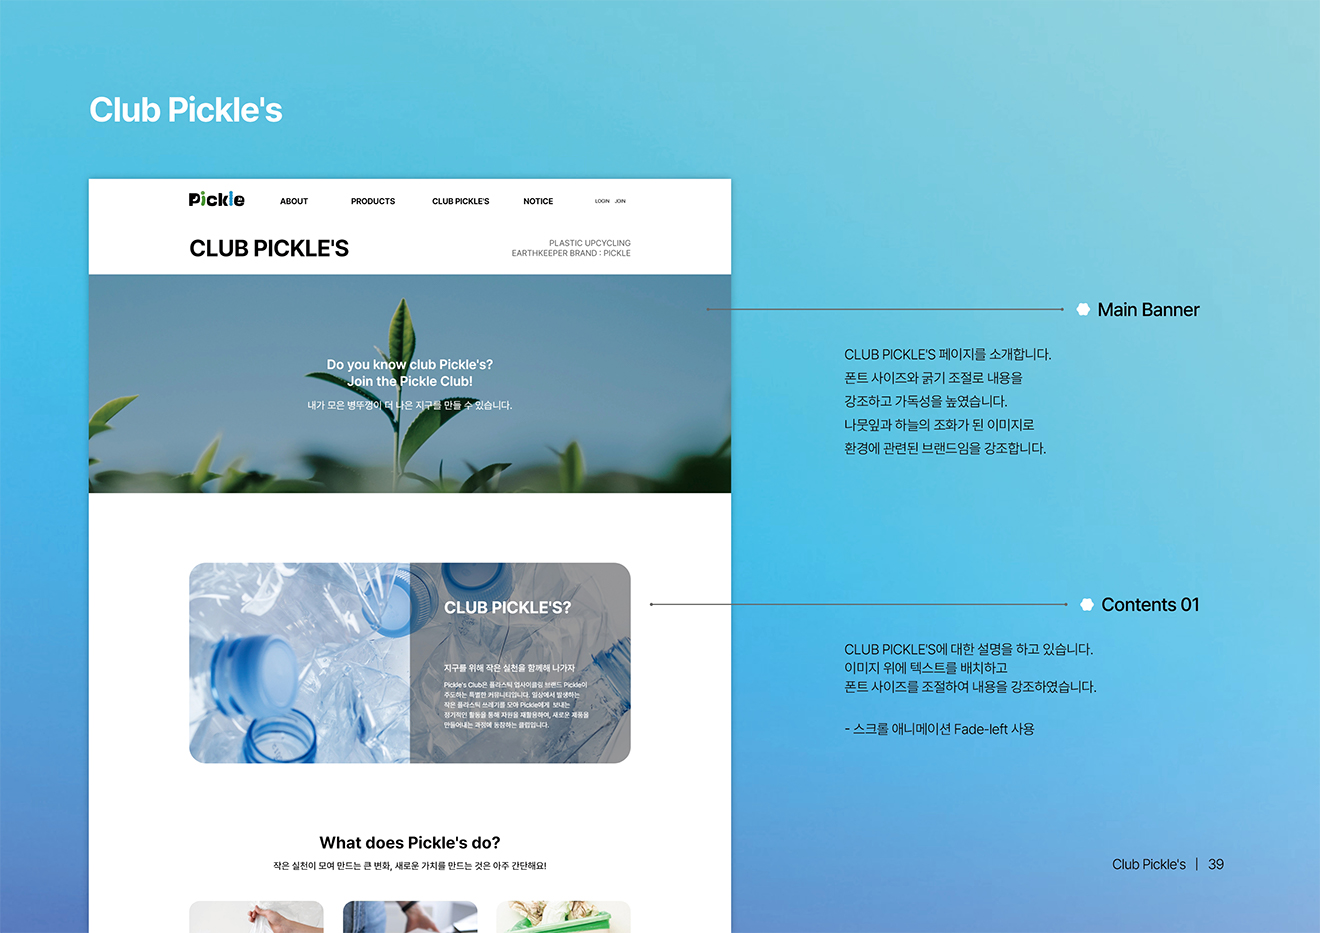 Club Pickle's
Pickle
ABOUT
PRODUCTS
CLUB PICKLE'S
NOTICE
LOGIN JOIN
CLUB PICKLE'S
PLASTIC UPCYCLING
EARTHKEEPER BRAND : PICKLE
Do you know club Pickle's?
Join the Pickle Club!
내가 모은 병뚜껑이 더 나은 지구를 만들 수 있습니다.
Main Banner
CLUB PICKLE'S 페이지를 소개합니다.
폰트 사이즈와 굵기 조절로 내용을
강조하고 가독성을 높였습니다.
나뭇잎과 하늘의 조화가 된 이미지로
환경에 관련된 브랜드임을 강조합니다.
CLUB PICKLE'S?
지구를 위해 작은 실천을 함께해 나가자
Pickle's Club은 플라스틱 업사이클링 브랜드 Pickle이
주도하는 특별한 커뮤니티입니다. 일상에서 발생하는
작은 플라스틱 쓰레기를 모아 Pickle에게 보내는
정기적인 활동을 통해 자원을 재활용하며, 새로운 제품을
만들어내는 과정에 동참하는 클럽입니다.
Contents 01
CLUB PICKLE'S에 대한 설명을 하고 있습니다.
이미지 위에 텍스트를 배치하고
폰트 사이즈를 조절하여 내용을 강조하였습니다.
- 스크롤 애니메이션 Fade-left 사용
What does Pickle's do?
작은 실천이 모여 만드는 큰 변화, 새로운 가치를 만드는 것은 아주 간단해요!
Club Pickle's | 39